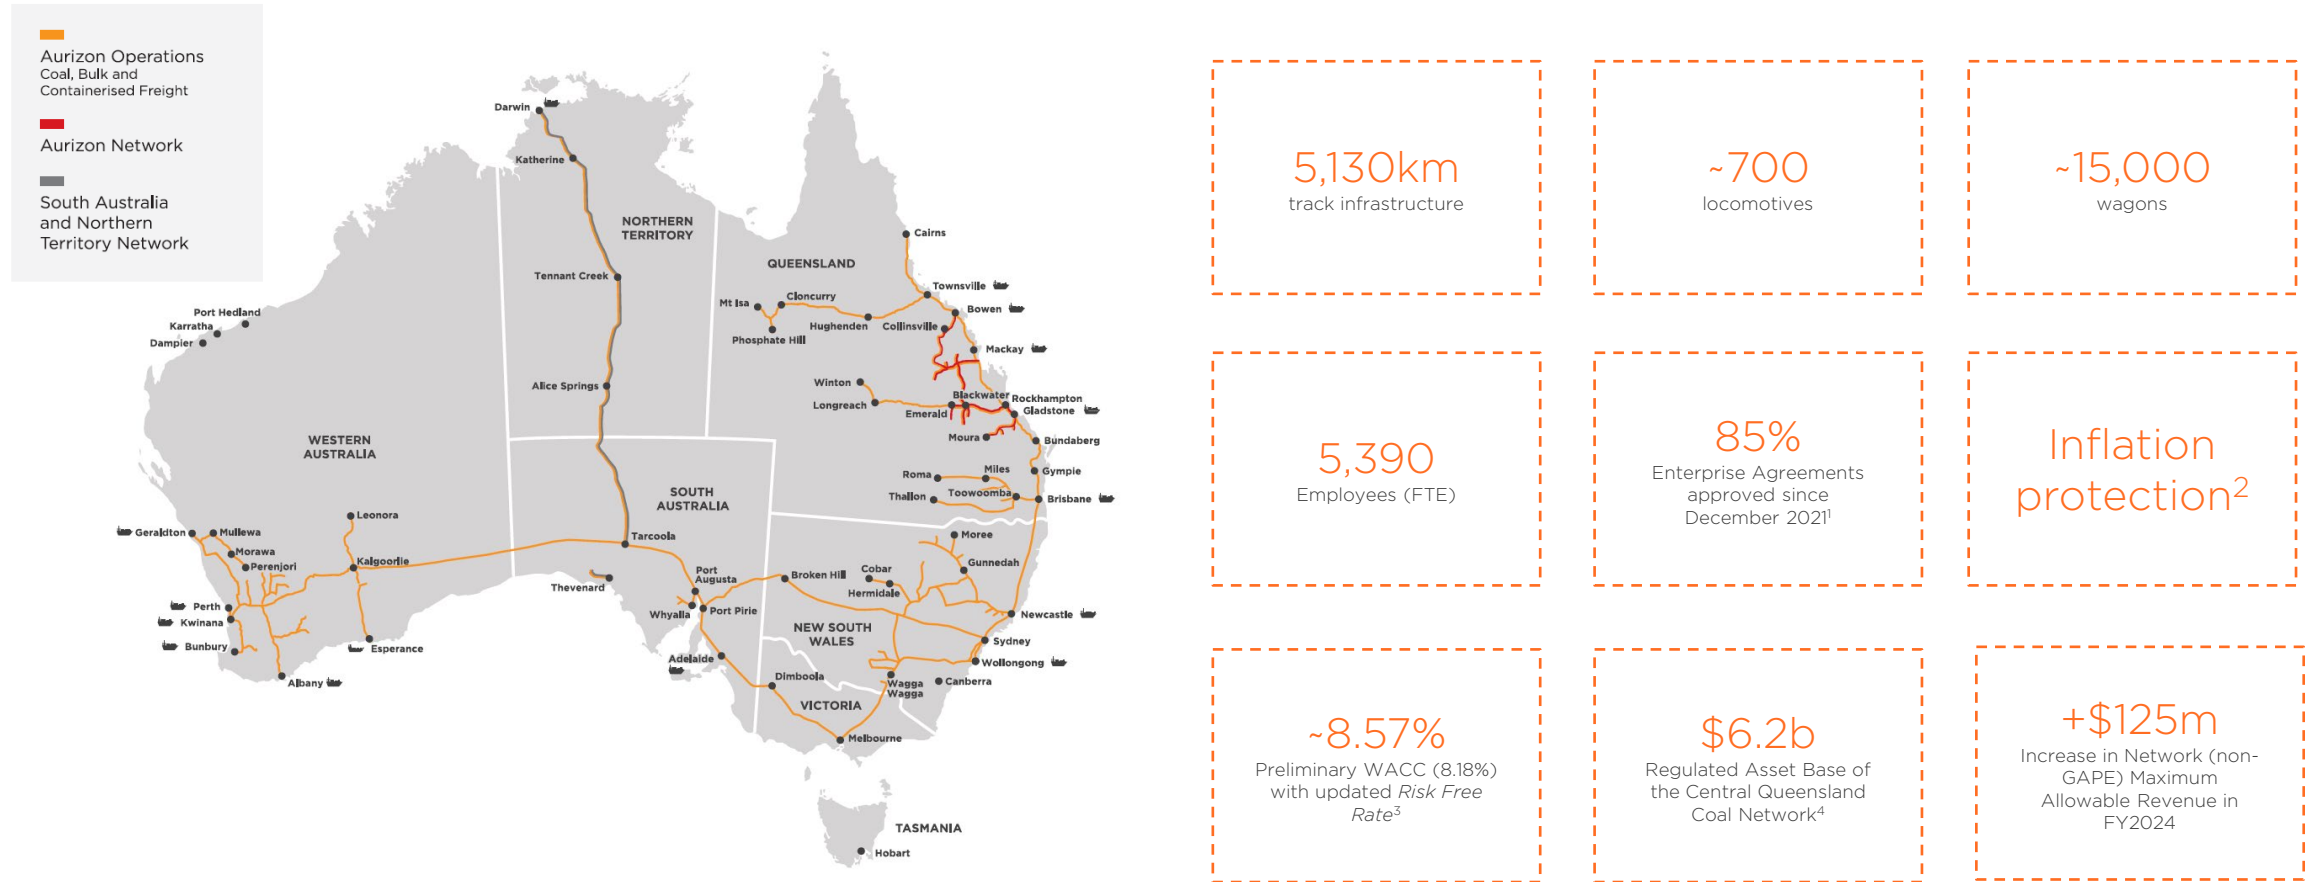 Aurizon Operations
Coal, Bulk and
Containerised Freight
Aurizon Network
South Australia
and Northern
Territory Network
Darwin
Katherine
NORTHERN
TERRITORY
Cairns
QUEENSLAND
Tennant Creek
Townsville
Mt Isa
Cloncurry
Bowen
Port Hedland
Karratha
Dampier
Hughenden
Collinsville
Phosphate Hill
Mackay
Alice Springs
Winton
Longreach
Blackwater
Rockhampton
Emerald
Gladstone
WESTERN
AUSTRALIA
Moura
Bundaberg
Roma
Miles
Gympie
SOUTH
AUSTRALIA
Thallon
Toowoomba
Brisbane
Leonora
Geraldton
Mullewa
Tarcoola
Moree
Morawa
Perenjori
Kalgoorlie
Gunnedah
Port
Augusta
Broken Hill
Cobar
Hermidale
Thevenard
Perth
Kwinana
Whyalla
Port Pirie
Newcastle
NEW SOUTH
WALES
Bunbury
Esperance
Sydney
Adelaide
Wollongong
Albany
Dimboola
Wagga
Wagga
Canberra
VICTORIA
Melbourne
TASMANIA
Hobart
5,130km
track infrastructure
~700
locomotives
~15,000
wagons
5,390
Employees (FTE)
85%
Enterprise Agreements
approved since
December 2021¹
Inflation
protection²
~8.57%
Preliminary WACC (8.18%)
with updated Risk Free
Rate³
$6.2b
Regulated Asset Base of
the Central Queensland
Coal Network⁴
+$125m
Increase in Network (non-
GAPE) Maximum
Allowable Revenue in
FY2024